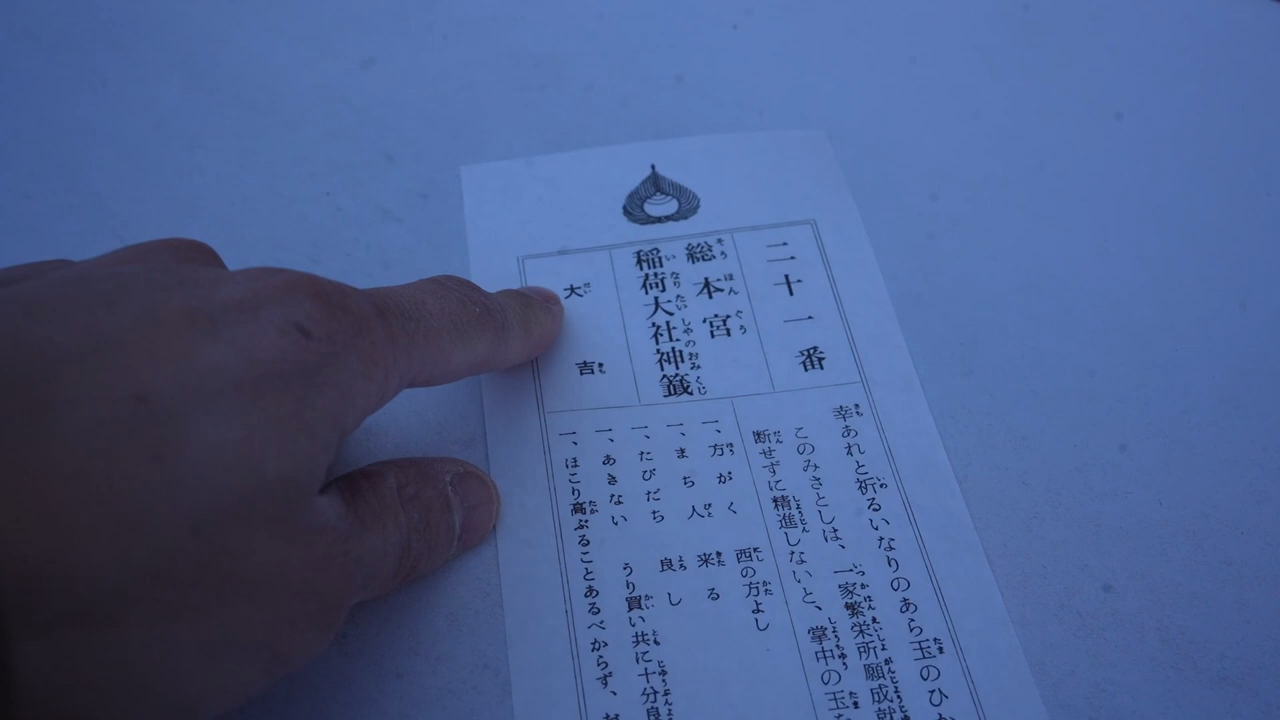 二十一番
総本宮
稲荷大社神籤
大吉
幸あれと祈るいなりのあら玉のひか
このみさとしは、一家繁栄所願成就
断せずに精進しないと、掌中の玉を
一、方がく 西の方よし
一、まち人 来る
一、たびだち 良し
一、あきない うり買い共に十分良
一、ほこり高ぶることあるべからず、